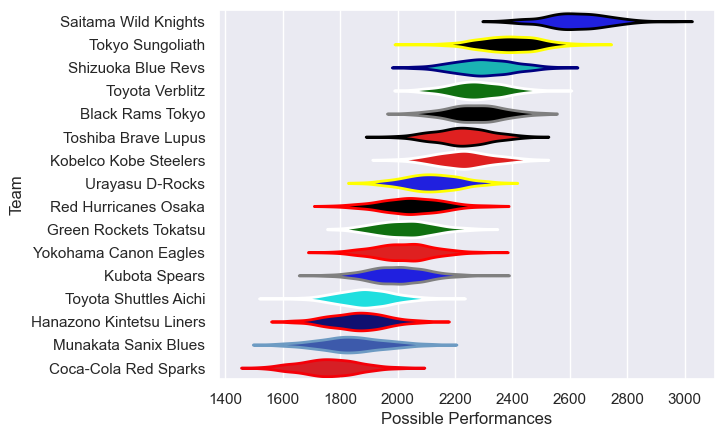 Saitama Wild Knights
Tokyo Sungoliath
Shizuoka Blue Revs
Toyota Verblitz
Black Rams Tokyo
Toshiba Brave Lupus
Kobelco Kobe Steelers
Urayasu D-Rocks
Red Hurricanes Osaka
Green Rockets Tokatsu
Yokohama Canon Eagles
Kubota Spears
Toyota Shuttles Aichi
Hanazono Kintetsu Liners
Munakata Sanix Blues
Coca-Cola Red Sparks
Team
1400 1600 1800 2000 2200 2400 2600 2800 3000
Possible Performances